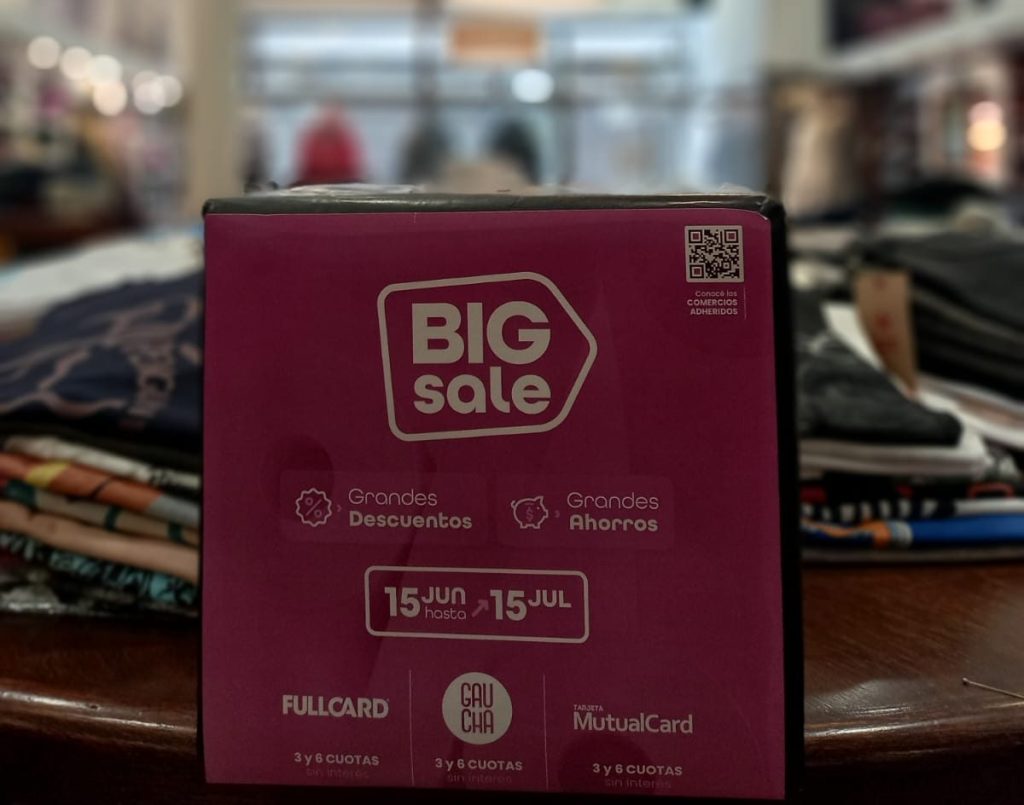 Conocé los
COMERCIOS
ADHERIDOS
BIG
sale
Grandes
Descuentos
Grandes
Ahorros
15 JUN hasta 15 JUL
FULLCARD
3 y 6 CUOTAS
sin interés
GAU
CHA
3 y 6 CUOTAS
sin interés
TARJETA
MutualCard
3 y 6 CUOTAS
sin interés